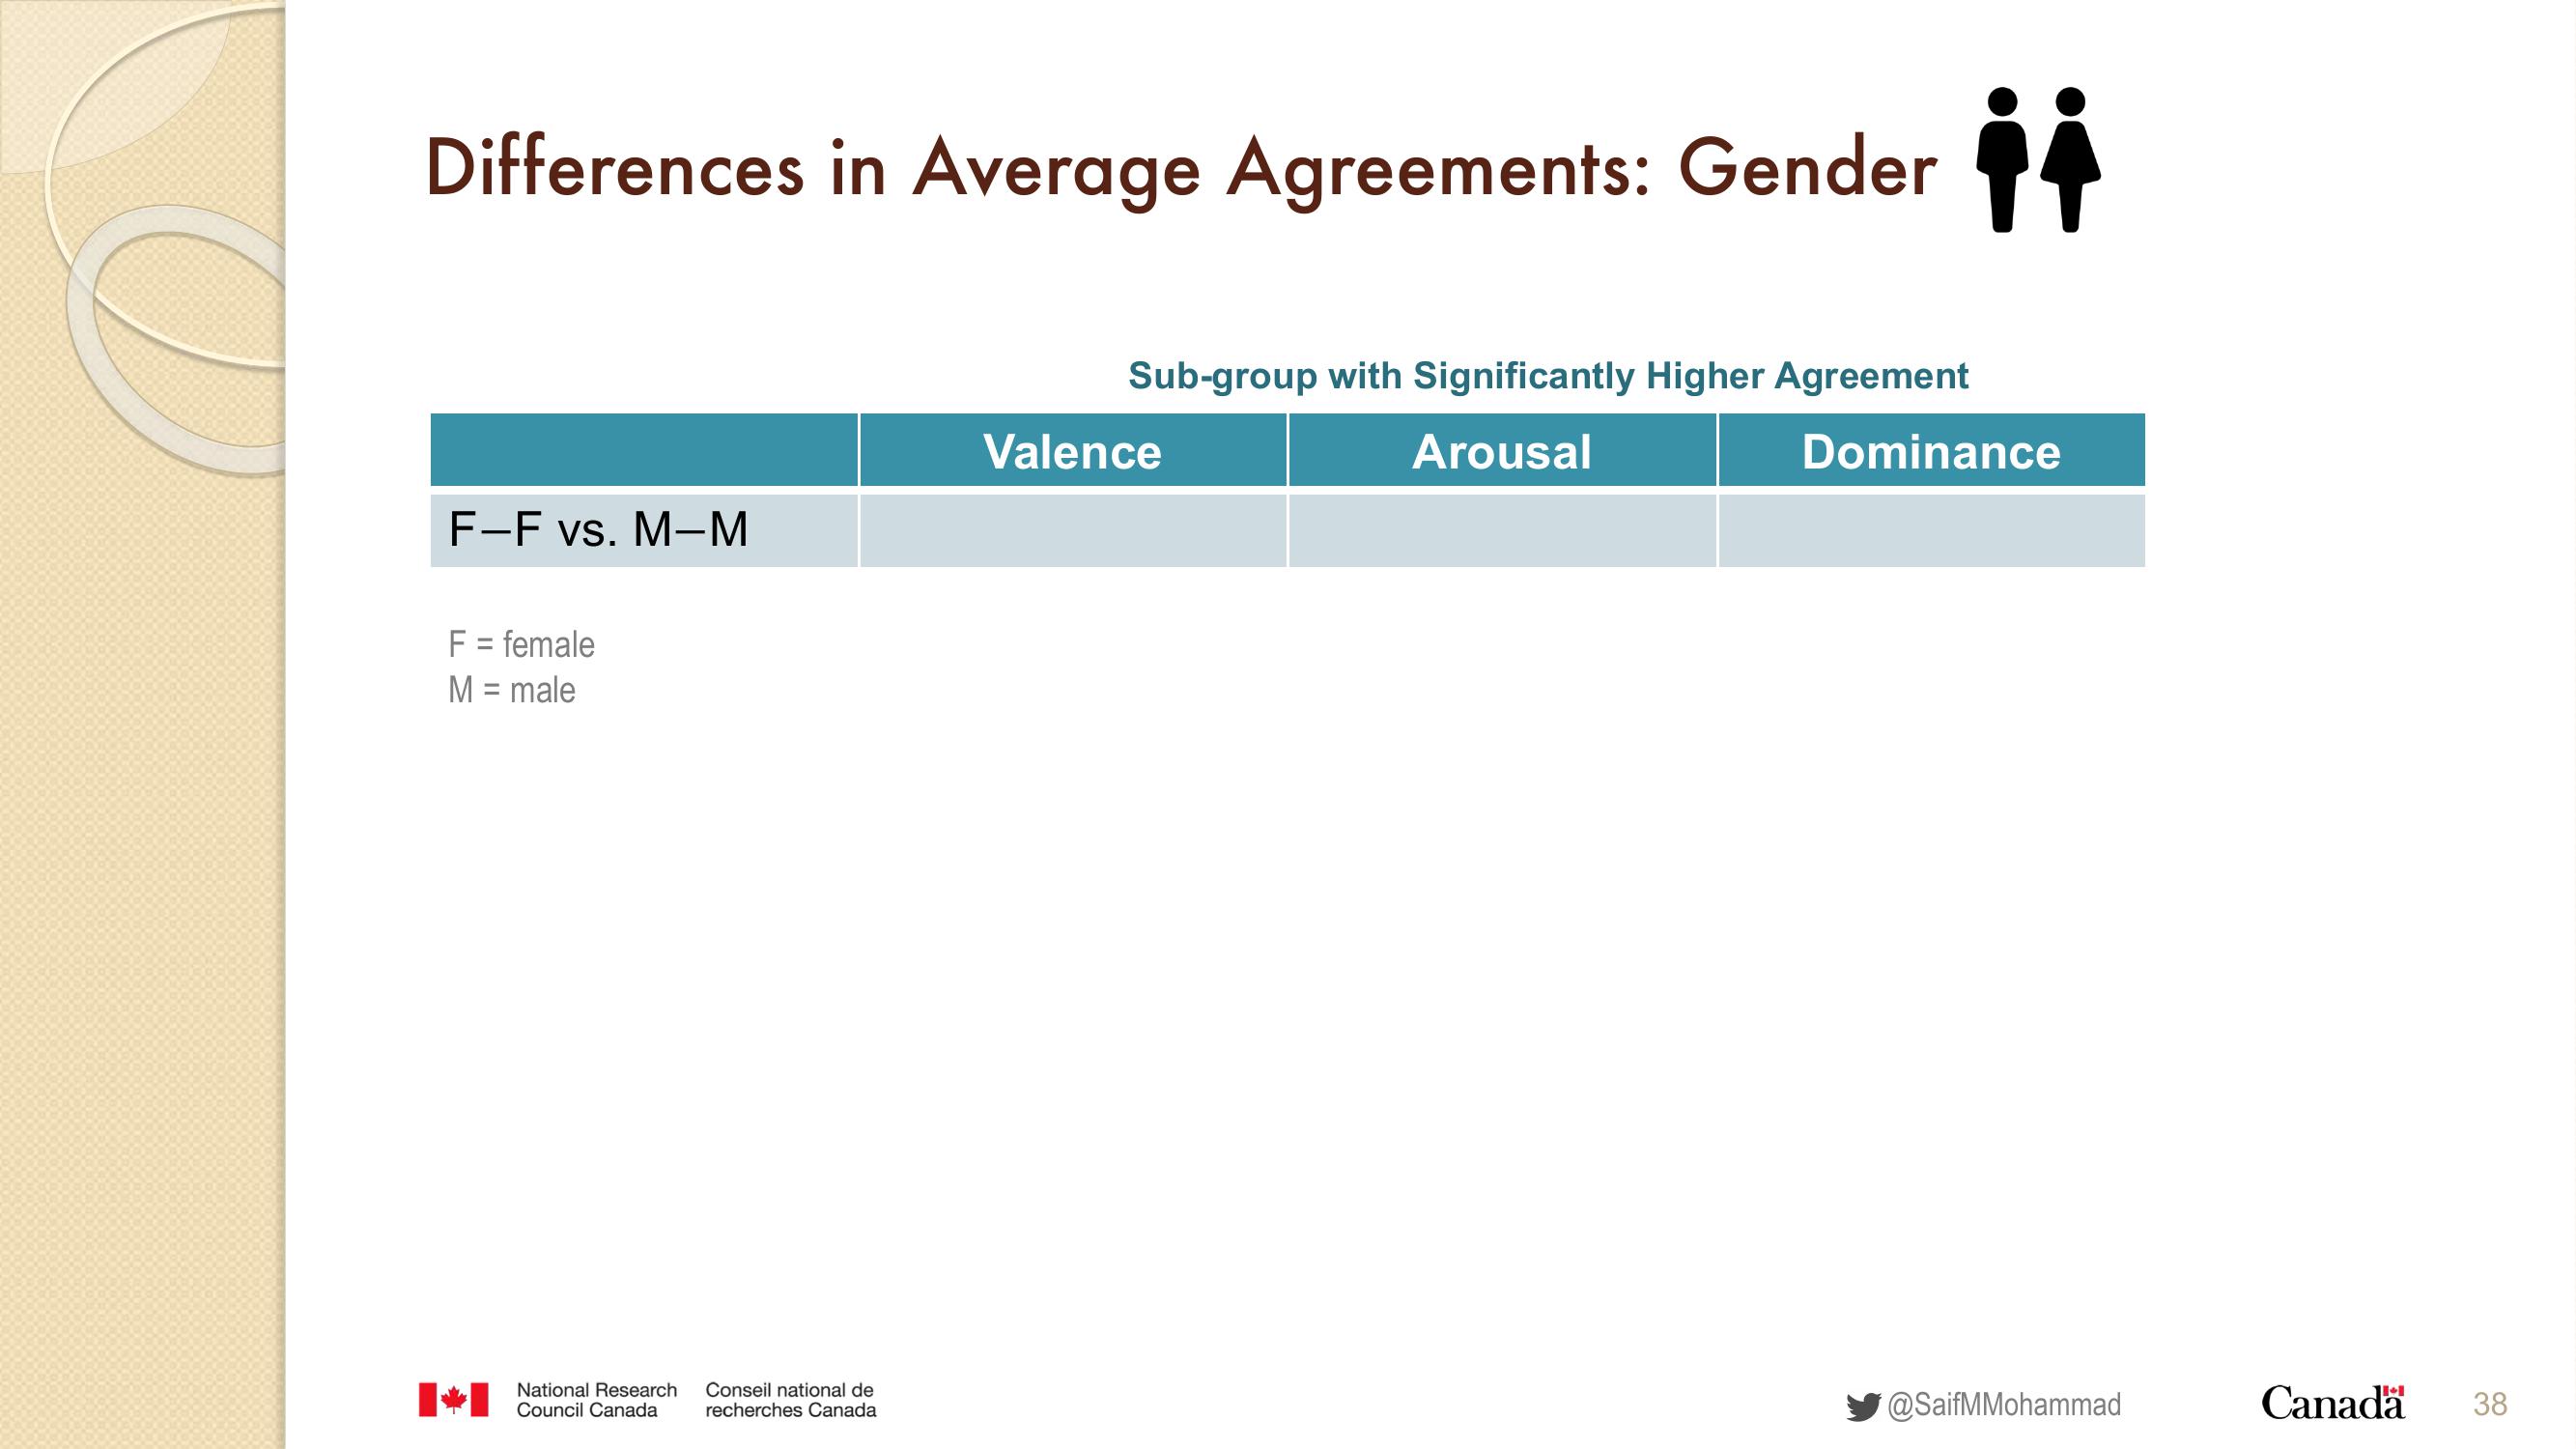 Differences in Average Agreements: Gender
Sub-group with Significantly Higher Agreement
Valence Arousal Dominance
F–F vs. M–M
F = female
M = male
National Research Council Canada
Conseil national de recherches Canada
@SaifMMohammad
Canada
38